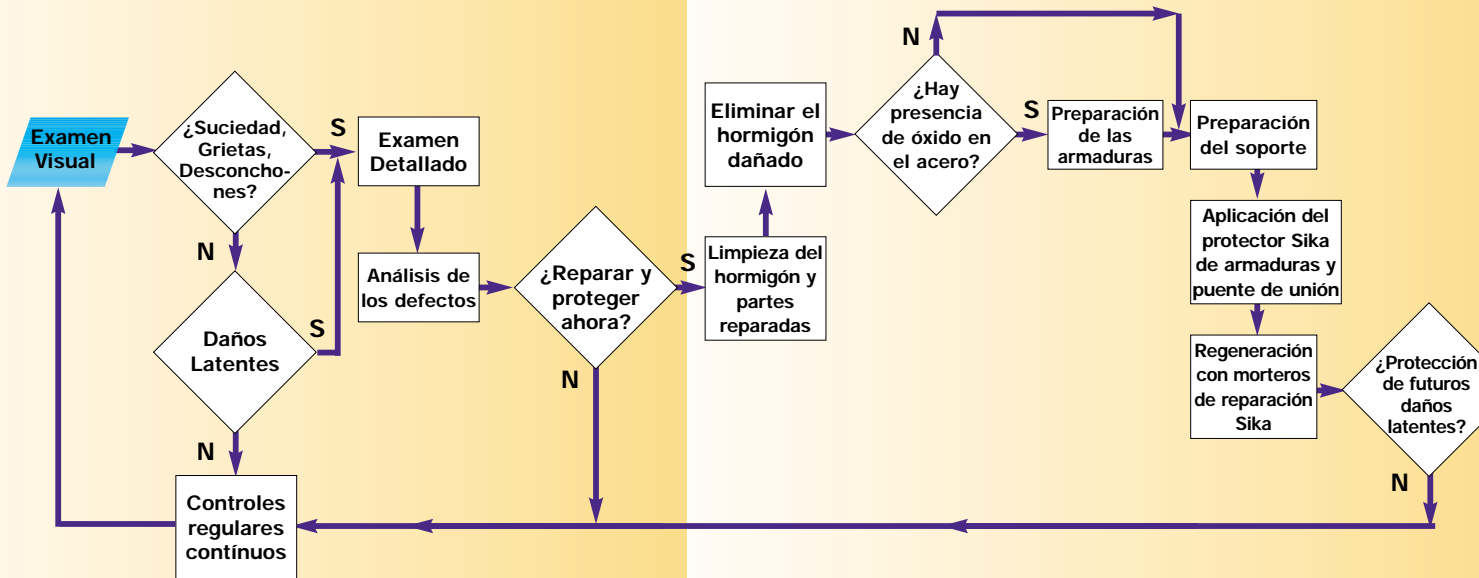 Examen
Visual
¿Suciedad,
Grietas,
Desconcho-
nes?
S
N
Daños
Latentes
S
N
Controles
regulares
contínuos
Examen
Detallado
Análisis de
los defectos
¿Reparar y
proteger
ahora?
S
N
Limpieza del
hormigón y
partes
reparadas
Eliminar el
hormigón
dañado
¿Hay
presencia
de óxido en
el acero?
N
S
Preparación
de las
armaduras
Preparación
del soporte
Aplicación del
protector Sika
de armaduras y
puente de unión
Regeneración
con morteros
de reparación
Sika
¿Protección
de futuros
daños
latentes?
N